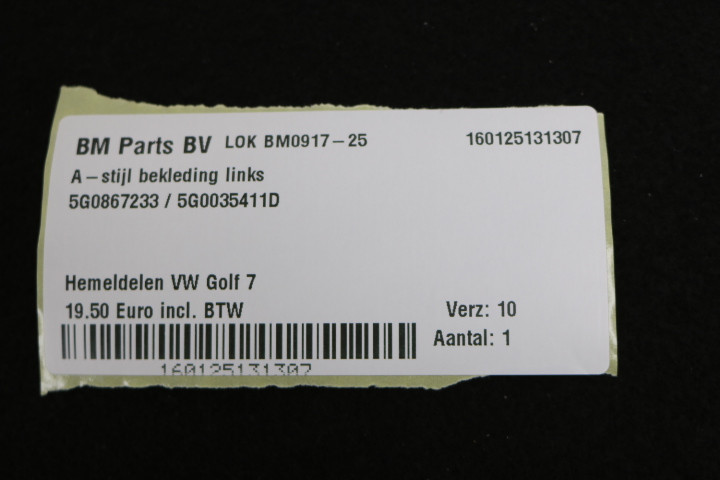 BM Parts BV LOK BM0917-25 160125131307
A-stijl bekleding links
5G0867233 / 5G0035411D
Hemeldelen VW Golf 7
19.50 Euro incl. BTW Verz: 10
Aantal: 1
160125131307